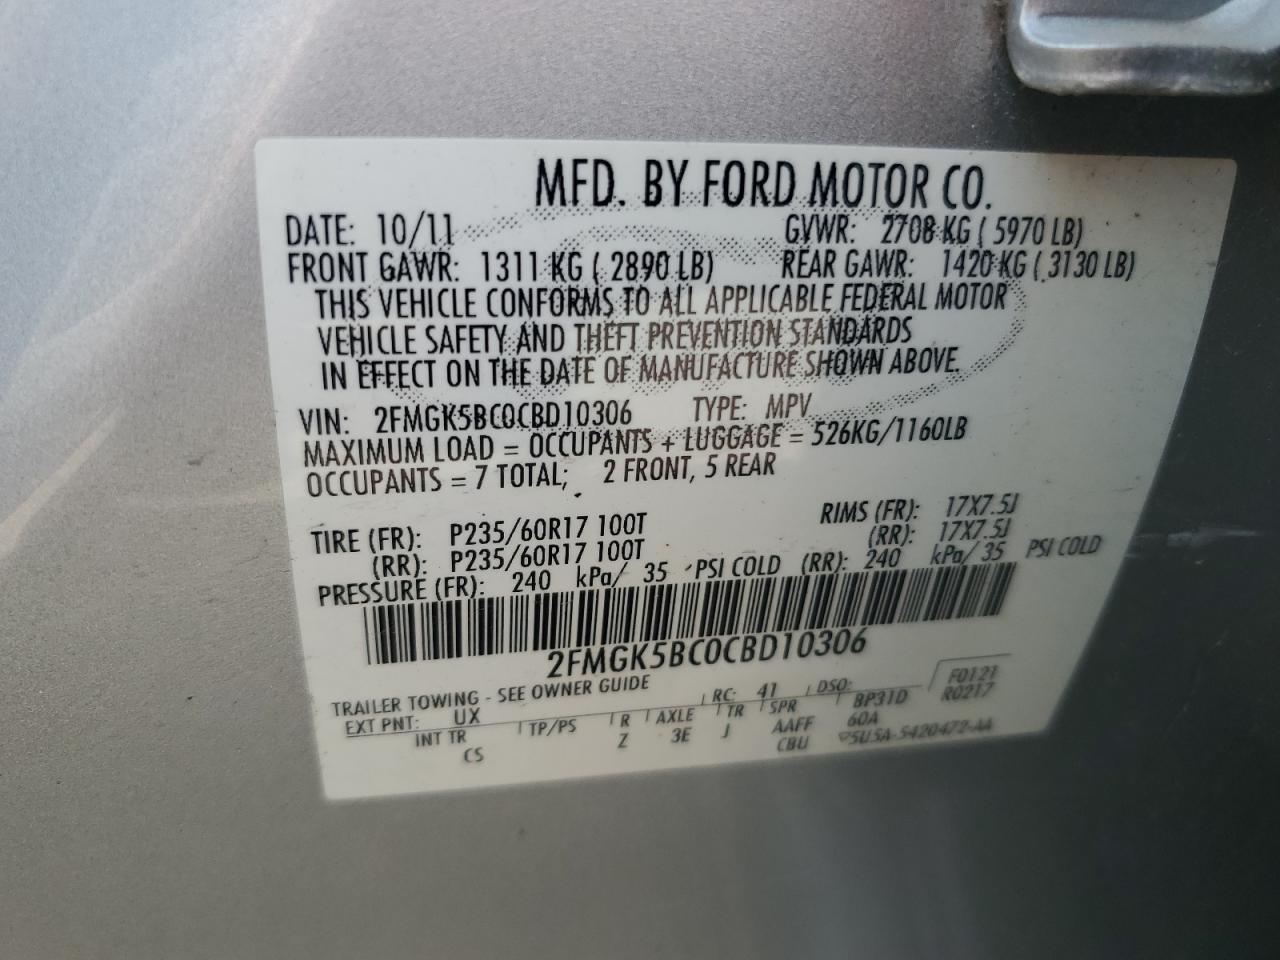 MFD. BY FORD MOTOR CO.
DATE: 10/11 GVWR: 2708 KG ( 5970 LB)
FRONT GAWR: 1311 KG ( 2890 LB) REAR GAWR: 1420 KG ( 3130 LB)
THIS VEHICLE CONFORMS TO ALL APPLICABLE FEDERAL MOTOR
VEHICLE SAFETY AND THEFT PREVENTION STANDARDS
IN EFFECT ON THE DATE OF MANUFACTURE SHOWN ABOVE.
VIN: 2FMGK5BC0CBD10306 TYPE: MPV
MAXIMUM LOAD = OCCUPANTS + LUGGAGE = 526KG/1160LB
OCCUPANTS = 7 TOTAL; 2 FRONT, 5 REAR
TIRE (FR): P235/60R17 100T RIMS (FR): 17X7.5J
(RR): P235/60R17 100T (RR): 17X7.5J
PRESSURE (FR): 240 kPa/ 35 PSI COLD (RR): 240 kPa/ 35 PSI COLD
2FMGK5BC0CBD10306
TRAILER TOWING - SEE OWNER GUIDE RC: 41 DSO: F0121
EXT PNT: UX BP31D R0217
INT TR TP/PS R AXLE TR SPR
CS Z 3E J AAFF 60A
CBU 5U5A-5420472-AA